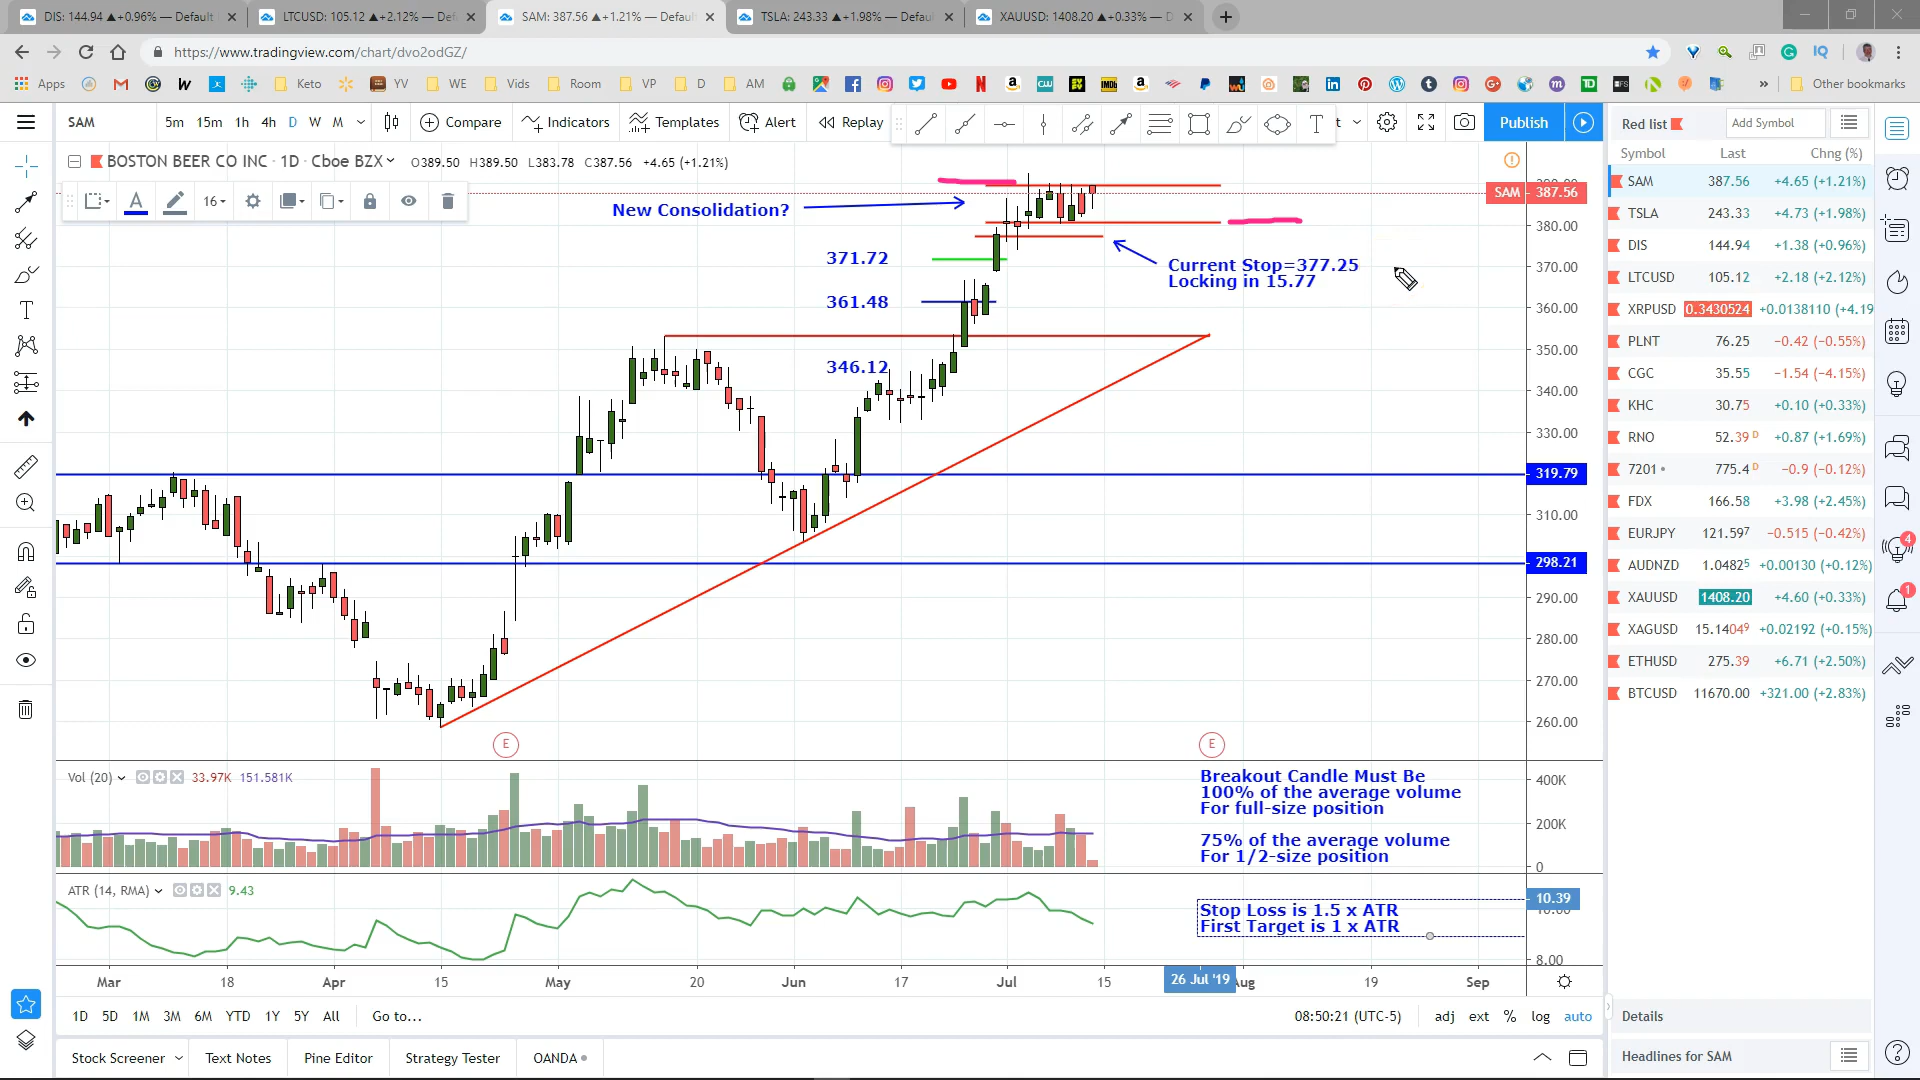 DIS: 144.94 ▲+0.96% — Default
LTCUSD: 105.12 ▲+2.12% — Defa
SAM: 387.56 ▲+1.21% — Default
TSLA: 243.33 ▲+1.98% — Defau
XAUUSD: 1408.20 ▲+0.33% — D
https://www.tradingview.com/chart/dvo2odGZ/
Apps
Keto
YV
WE
Vids
Room
VP
D
AM
Other bookmarks
SAM
5m 15m 1h 4h D W M
Compare
Indicators
Templates
Alert
Replay
Publish
BOSTON BEER CO INC · 1D · Cboe BZX
O389.50 H389.50 L383.78 C387.56 +4.65 (+1.21%)
16
New Consolidation?
371.72
361.48
346.12
Current Stop=377.25
Locking in 15.77
SAM 387.56
380.00
370.00
360.00
350.00
340.00
330.00
319.79
310.00
298.21
290.00
280.00
270.00
260.00
E
E
Vol (20) 33.97K 151.581K
400K
200K
0
Breakout Candle Must Be
100% of the average volume
For full-size position
75% of the average volume
For 1/2-size position
ATR (14, RMA) 9.43
10.39
8.00
Stop Loss is 1.5 x ATR
First Target is 1 x ATR
Mar 18 Apr 15 May 20 Jun 17 Jul 15 26 Jul '19 Aug 19 Sep
1D 5D 1M 3M 6M YTD 1Y 5Y All Go to...
08:50:21 (UTC-5) adj ext % log auto
Stock Screener Text Notes Pine Editor Strategy Tester OANDA
Red list
Add Symbol
Symbol Last Chng (%)
SAM 387.56 +4.65 (+1.21%)
TSLA 243.33 +4.73 (+1.98%)
DIS 144.94 +1.38 (+0.96%)
LTCUSD 105.12 +2.18 (+2.12%)
XRPUSD 0.3430524 +0.0138110 (+4.19
PLNT 76.25 −0.42 (−0.55%)
CGC 35.55 −1.54 (−4.15%)
KHC 30.75 +0.10 (+0.33%)
RNO 52.39 D +0.87 (+1.69%)
7201 775.4 D −0.9 (−0.12%)
FDX 166.58 +3.98 (+2.45%)
EURJPY 121.597 −0.515 (−0.42%)
AUDNZD 1.04825 +0.00130 (+0.12%)
XAUUSD 1408.20 +4.60 (+0.33%)
XAGUSD 15.14049 +0.02192 (+0.15%)
ETHUSD 275.39 +6.71 (+2.50%)
BTCUSD 11670.00 +321.00 (+2.83%)
Details
Headlines for SAM
4
1